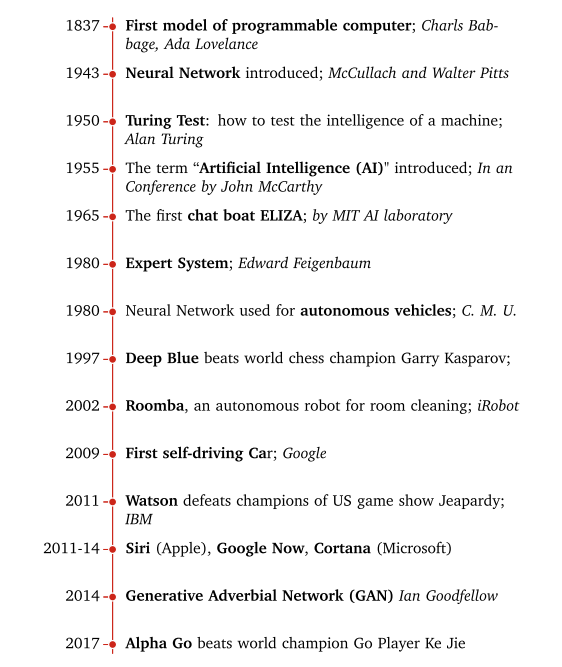 1837 First model of programmable computer; Charls Bab-
bage, Ada Lovelance
1943 Neural Network introduced; McCullach and Walter Pitts
1950 Turing Test: how to test the intelligence of a machine;
Alan Turing
1955 The term “Artificial Intelligence (AI)" introduced; In an
Conference by John McCarthy
1965 The first chat boat ELIZA; by MIT AI laboratory
1980 Expert System; Edward Feigenbaum
1980 Neural Network used for autonomous vehicles; C. M. U.
1997 Deep Blue beats world chess champion Garry Kasparov;
2002 Roomba, an autonomous robot for room cleaning; iRobot
2009 First self-driving Car; Google
2011 Watson defeats champions of US game show Jeapardy;
IBM
2011-14 Siri (Apple), Google Now, Cortana (Microsoft)
2014 Generative Adverbial Network (GAN) Ian Goodfellow
2017 Alpha Go beats world champion Go Player Ke Jie